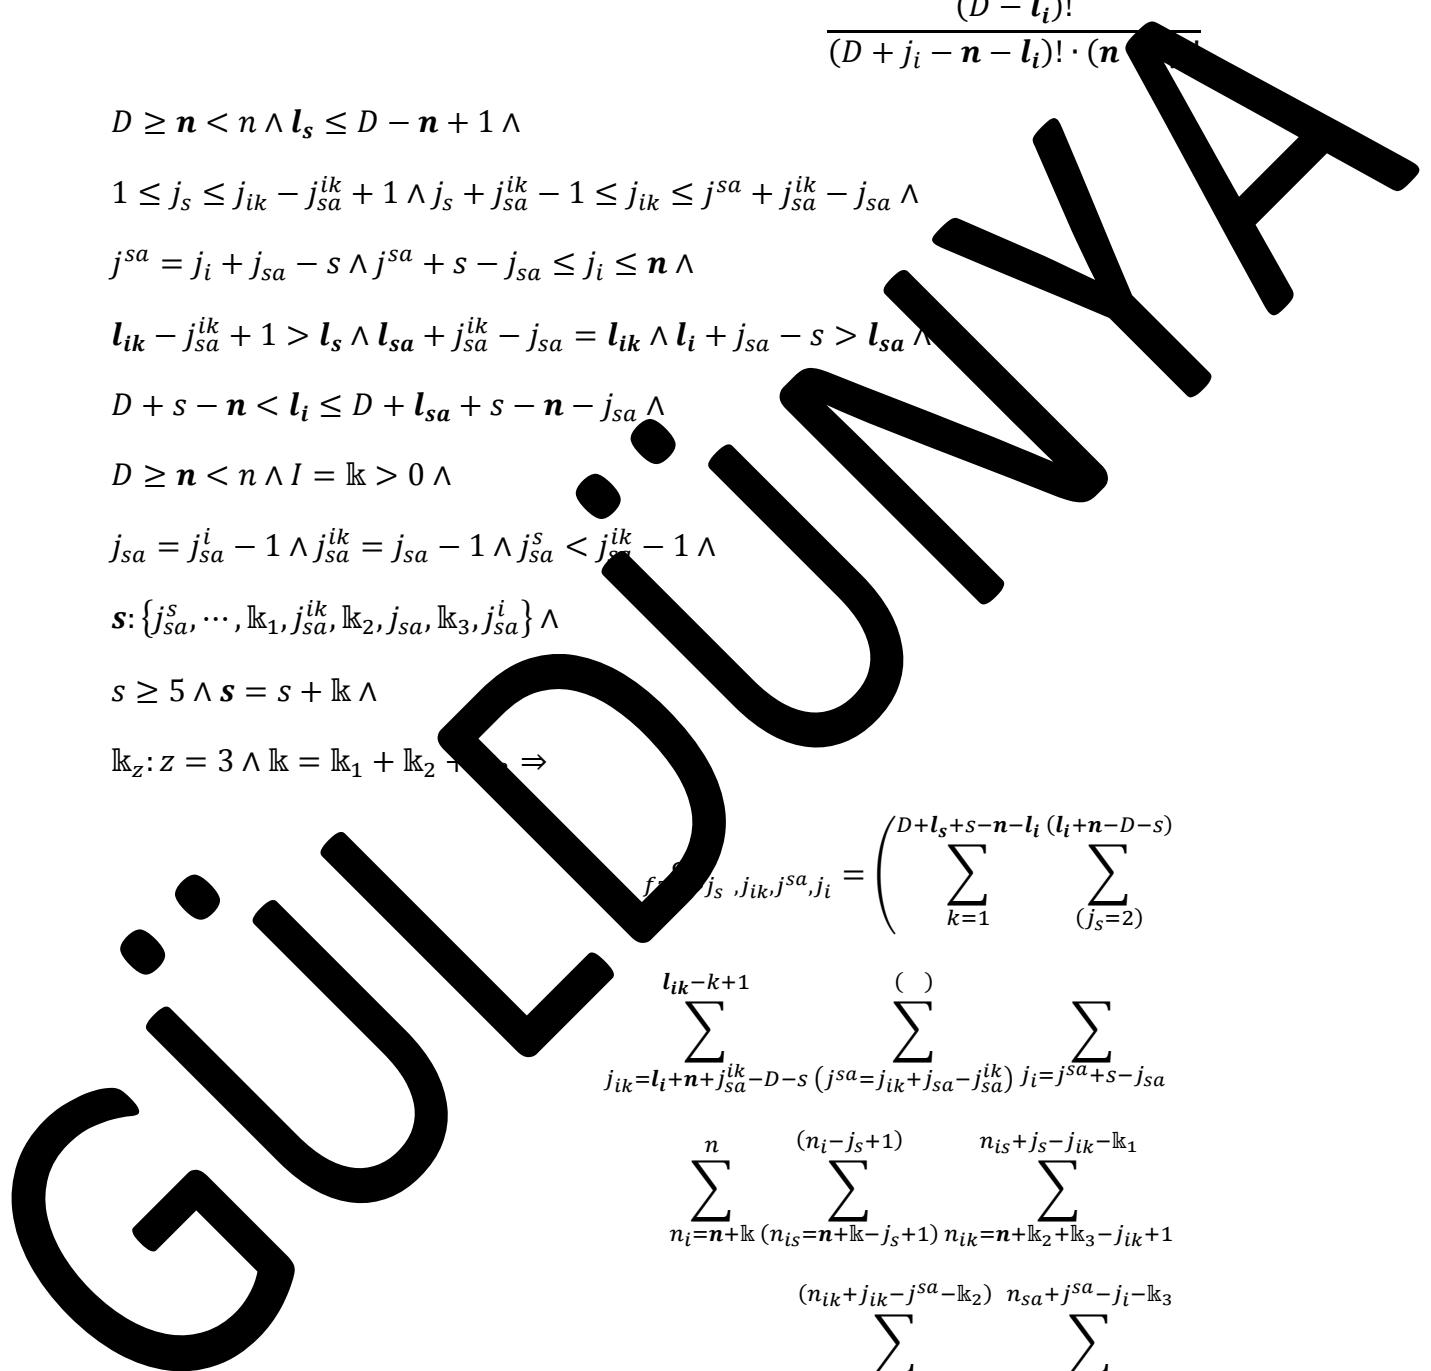 (D − l_i)!
(D + j_i − n − l_i)! · (n
D ≥ n < n ∧ l_s ≤ D − n + 1 ∧
1 ≤ j_s ≤ j_{ik} − j_{sa}^{ik} + 1 ∧ j_s + j_{sa}^{ik} − 1 ≤ j_{ik} ≤ j^{sa} + j_{sa}^{ik} − j_{sa} ∧
j^{sa} = j_i + j_{sa} − s ∧ j^{sa} + s − j_{sa} ≤ j_i ≤ n ∧
l_{ik} − j_{sa}^{ik} + 1 > l_s ∧ l_{sa} + j_{sa}^{ik} − j_{sa} = l_{ik} ∧ l_i + j_{sa} − s > l_{sa} ∧
D + s − n < l_i ≤ D + l_{sa} + s − n − j_{sa} ∧
D ≥ n < n ∧ I = 𝕜 > 0 ∧
j_{sa} = j_{sa}^i − 1 ∧ j_{sa}^{ik} = j_{sa} − 1 ∧ j_{sa}^s < j_{sa}^{ik} − 1 ∧
s: {j_{sa}^s, ⋯, 𝕜_1, j_{sa}^{ik}, 𝕜_2, j_{sa}, 𝕜_3, j_{sa}^i} ∧
s ≥ 5 ∧ s = s + 𝕜 ∧
𝕜_z: z = 3 ∧ 𝕜 = 𝕜_1 + 𝕜_2 + ⇒
D+l_s+s−n−l_i (l_i+n−D−s)
j_s ,j_{ik},j^{sa},j_i = ( ∑ ∑
k=1 (j_s=2)
l_{ik}−k+1 ( )
∑ ∑ ∑
j_{ik}=l_i+n+j_{sa}^{ik}−D−s (j^{sa}=j_{ik}+j_{sa}−j_{sa}^{ik}) j_i=j^{sa}+s−j_{sa}
n (n_i−j_s+1) n_{is}+j_s−j_{ik}−𝕜_1
∑ ∑ ∑
n_i=n+𝕜 (n_{is}=n+𝕜−j_s+1) n_{ik}=n+𝕜_2+𝕜_3−j_{ik}+1
(n_{ik}+j_{ik}−j^{sa}−𝕜_2) n_{sa}+j^{sa}−j_i−𝕜_3
∑ ∑
GÜLDÜNYA